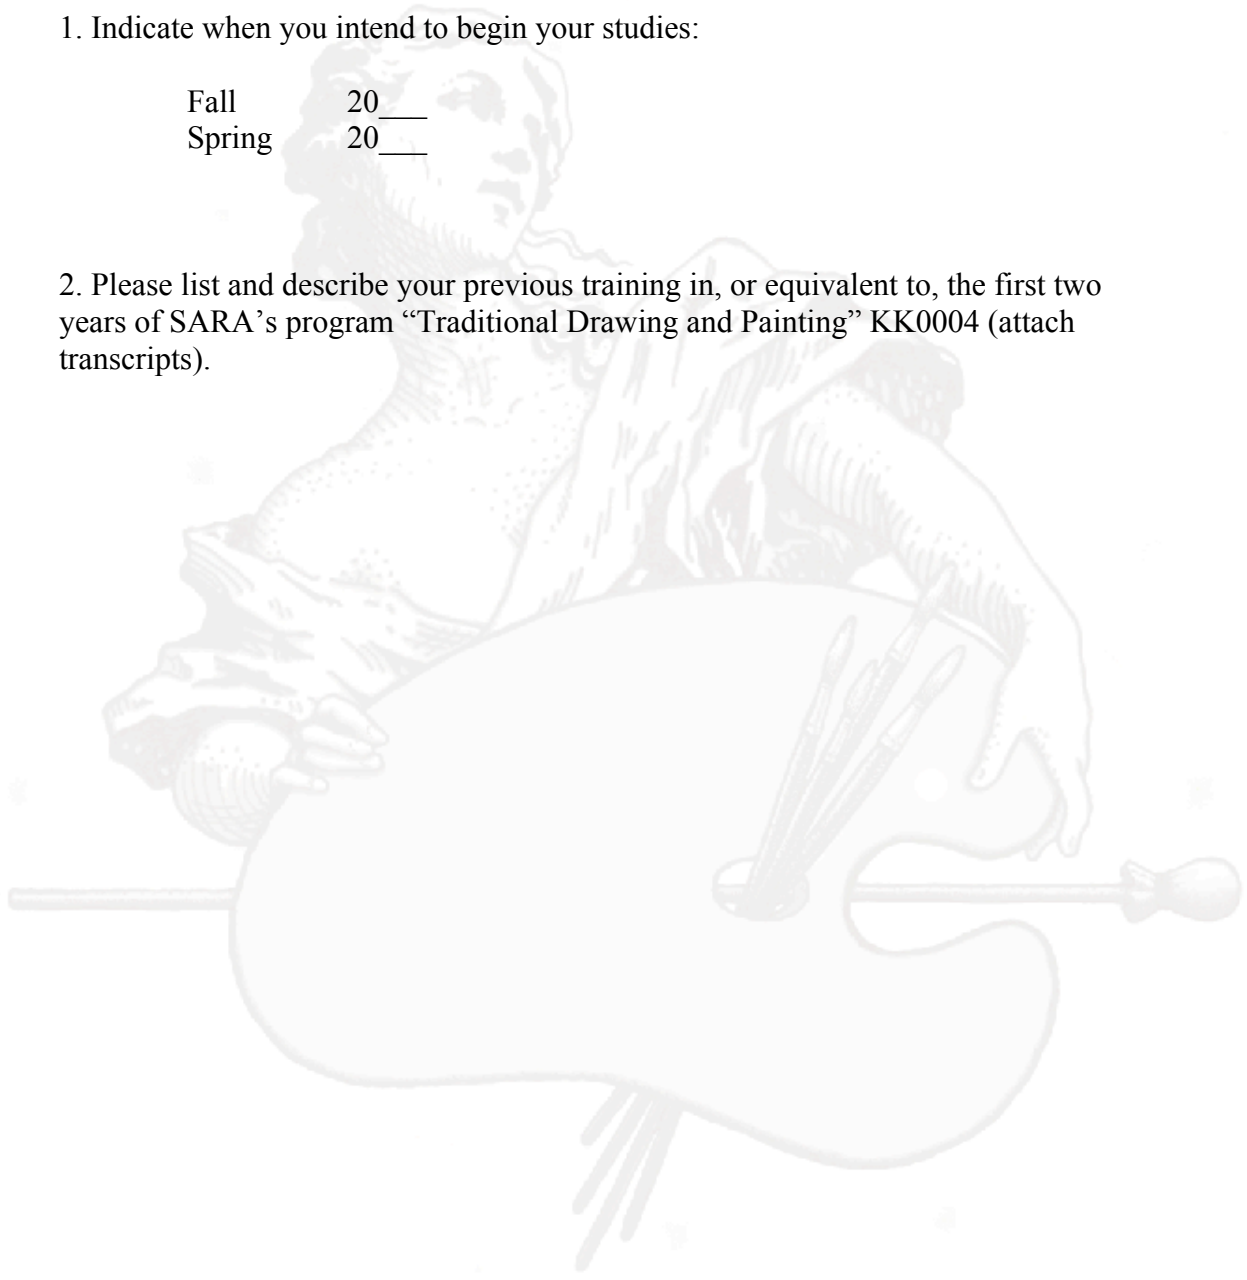 1. Indicate when you intend to begin your studies:
Fall 20___
Spring 20___
2. Please list and describe your previous training in, or equivalent to, the first two
years of SARA’s program “Traditional Drawing and Painting” KK0004 (attach
transcripts).